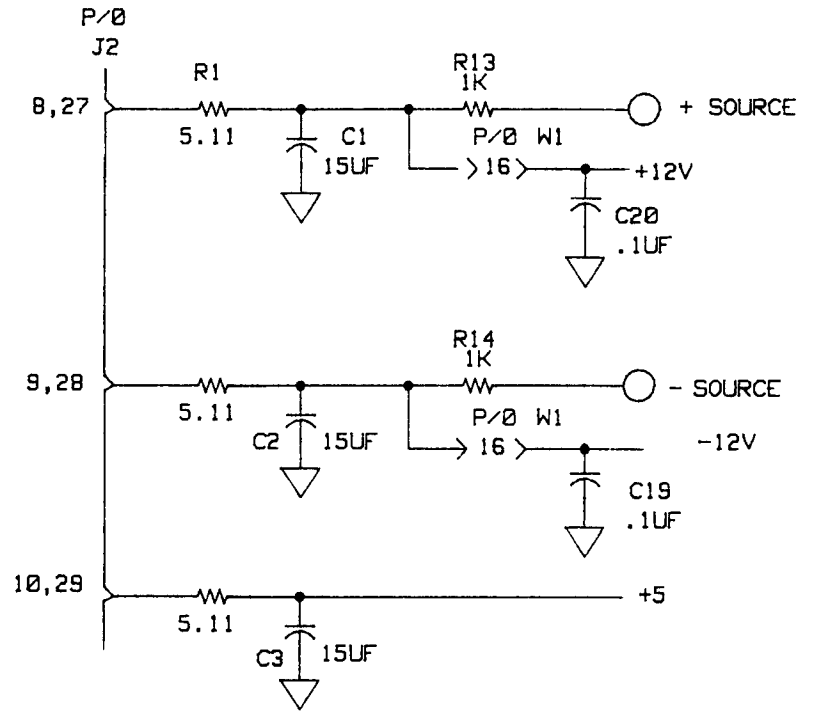 P/0
J2
R1
R13
1K
8,27
+ SOURCE
5.11
C1
15UF
P/0 W1
16
+12V
C20
.1UF
R14
1K
9,28
- SOURCE
5.11
C2
15UF
P/0 W1
16
-12V
C19
.1UF
10,29
+5
5.11
C3
15UF